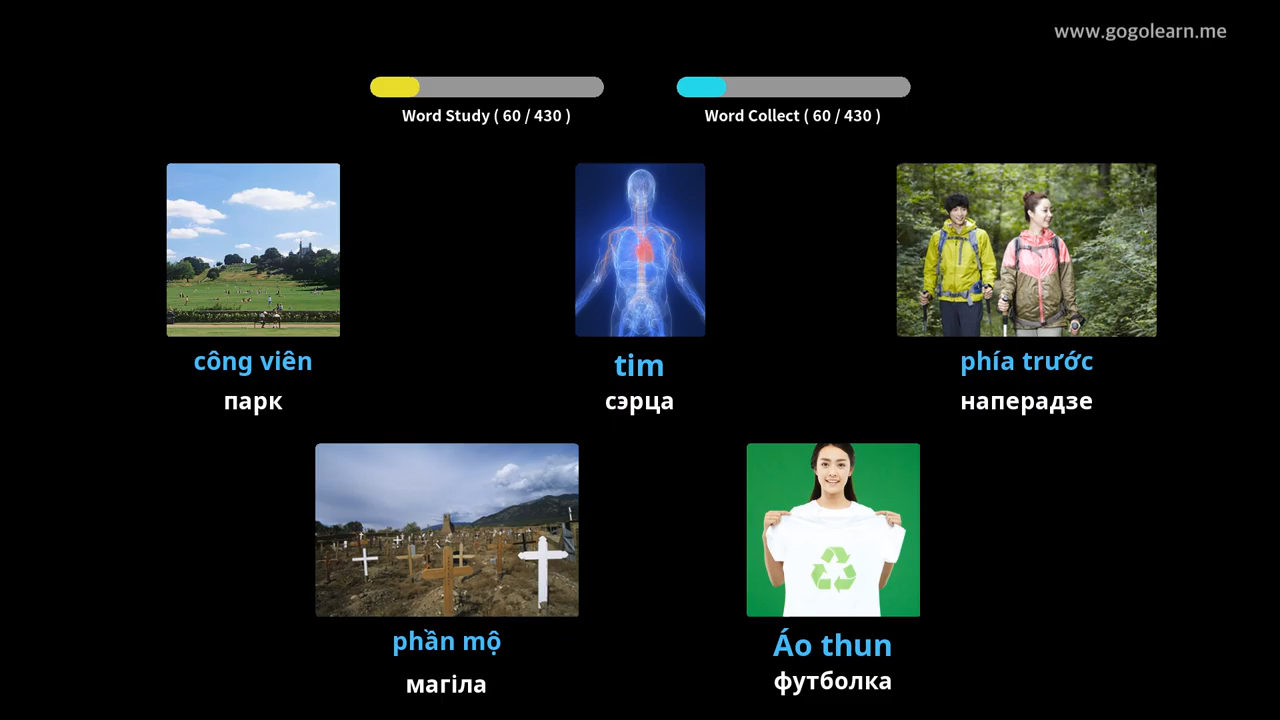 www.gogolearn.me
Word Study ( 60 / 430 )
Word Collect ( 60 / 430 )
công viên
парк
tim
сэрца
phía trước
наперадзе
phần mộ
магіла
Áo thun
футболка